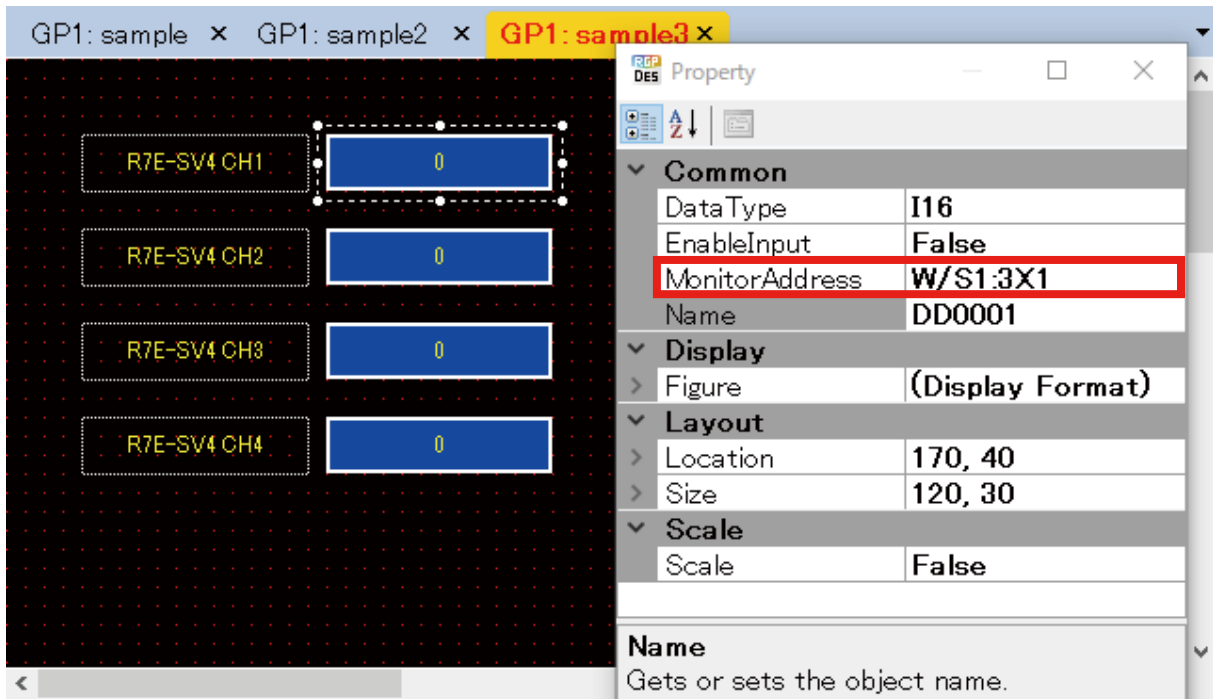 GP1: sample × GP1: sample2 × GP1: sample3 ×
R7E-SV4 CH1 0
R7E-SV4 CH2 0
R7E-SV4 CH3 0
R7E-SV4 CH4 0
RGP DES Property
A Z
Common
DataType I16
EnableInput False
MonitorAddress W/S1:3X1
Name DD0001
Display
Figure (Display Format)
Layout
Location 170, 40
Size 120, 30
Scale
Scale False
Name
Gets or sets the object name.